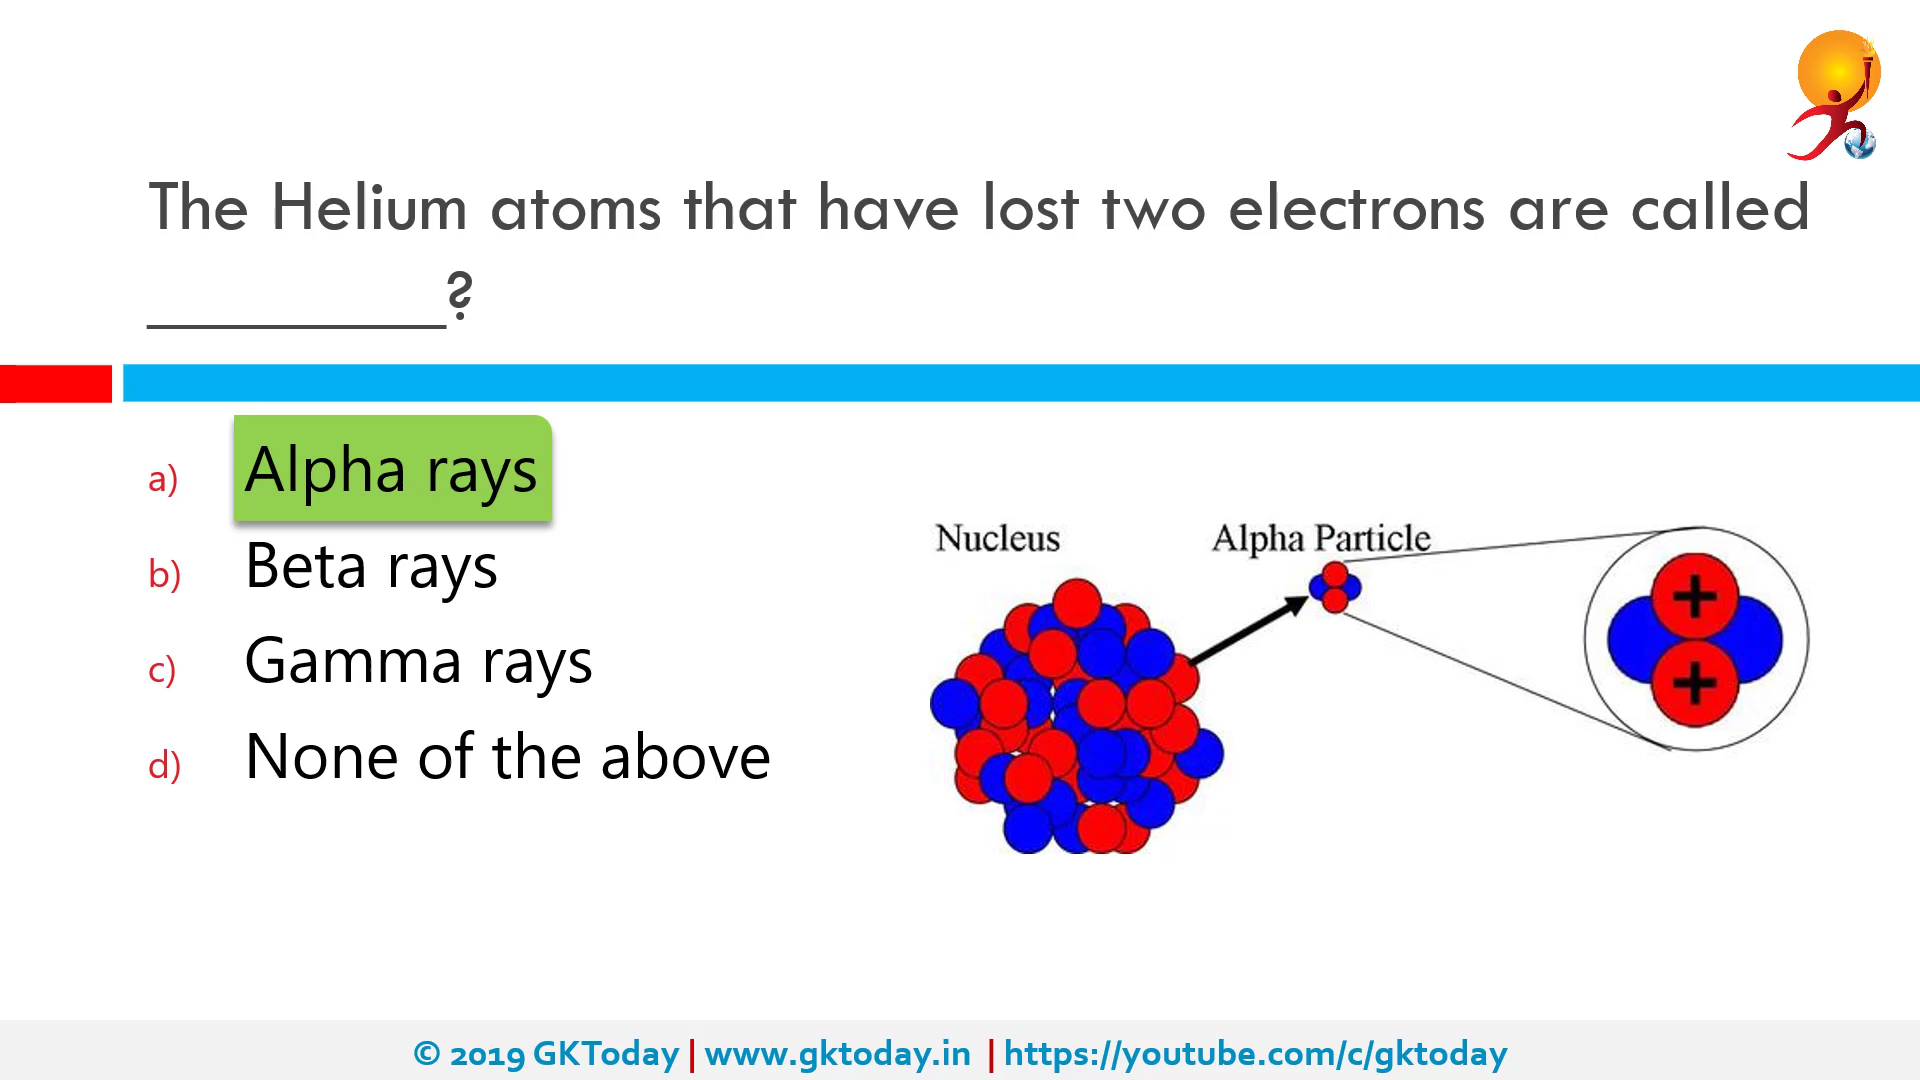 The Helium atoms that have lost two electrons are called
_________?
a) Alpha rays
b) Beta rays
c) Gamma rays
d) None of the above
Nucleus
Alpha Particle
+
+
© 2019 GKToday | www.gktoday.in | https://youtube.com/c/gktoday